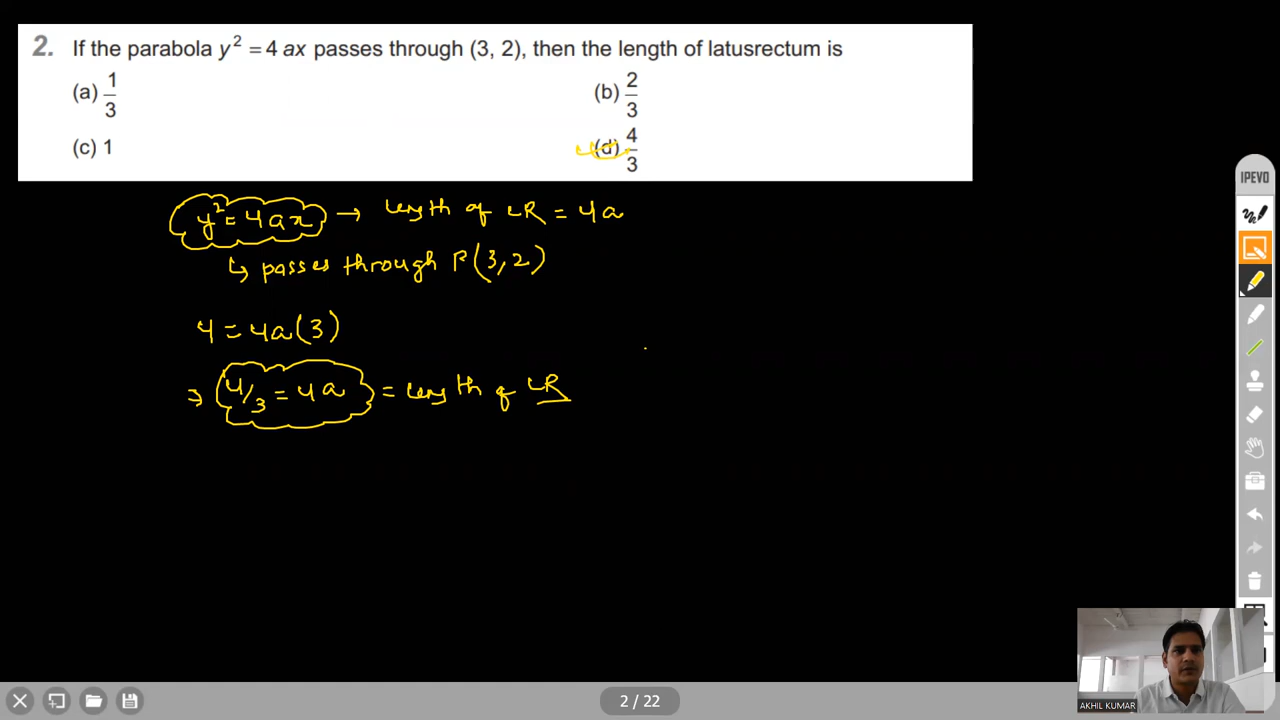 2. If the parabola y² = 4 ax passes through (3, 2), then the length of latusrectum is
(a) 1/3
(b) 2/3
(c) 1
(d) 4/3
y² = 4ax → length of LR = 4a
↳ passes through P(3,2)
4 = 4a(3)
⇒ 4/3 = 4a = length of LR
IPEVO
2 / 22
AKHIL KUMAR